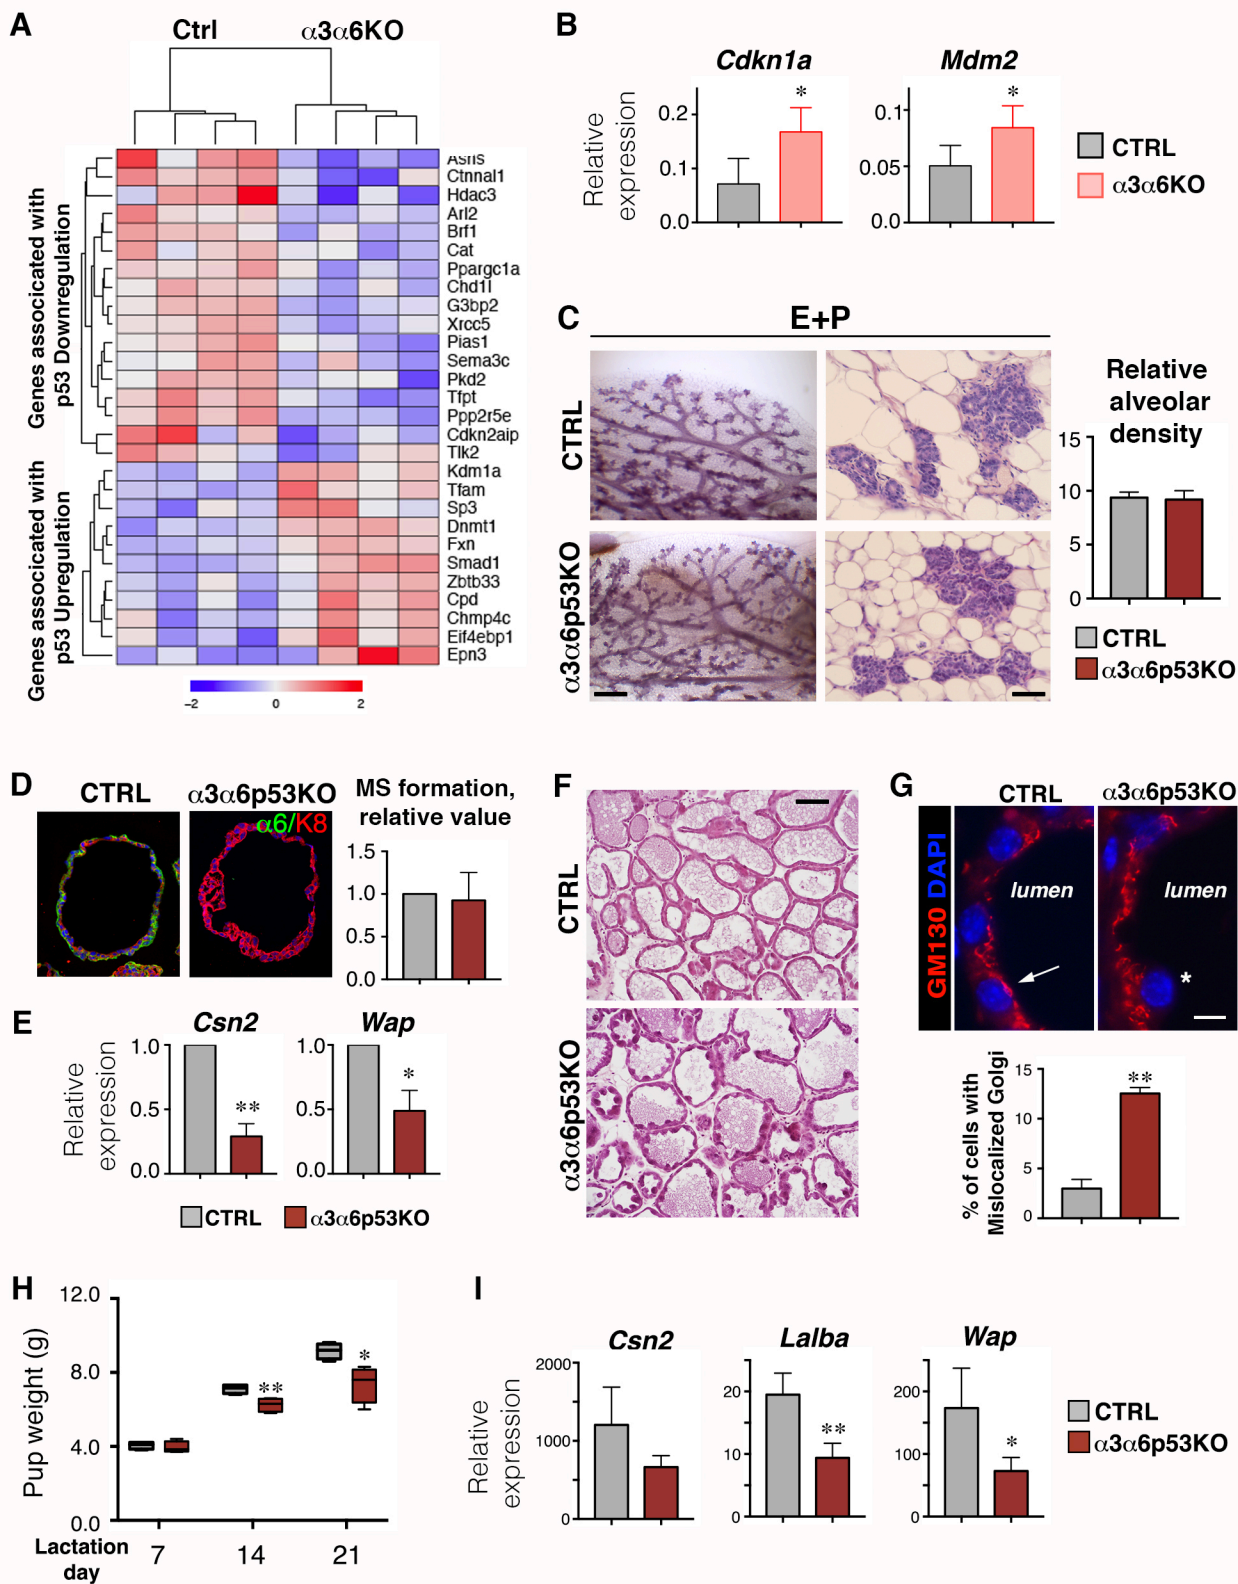 A
Ctrl
α3α6KO
Genes associcated with
p53 Downregulation
Genes associcated with
p53 Upregulation
Asns
Ctnnal1
Hdac3
Arl2
Brf1
Cat
Ppargc1a
Chd1l
G3bp2
Xrcc5
Pias1
Sema3c
Pkd2
Tfpt
Ppp2r5e
Cdkn2aip
Tlk2
Kdm1a
Tfam
Sp3
Dnmt1
Fxn
Smad1
Zbtb33
Cpd
Chmp4c
Eif4ebp1
Epn3
−2 0 2
B
Cdkn1a
Mdm2
Relative
expression
0.2
0.1
0.0
*
0.1
0.05
0.0
*
CTRL
α3α6KO
C
E+P
CTRL
α3α6p53KO
Relative
alveolar
density
15
10
5
0
CTRL
α3α6p53KO
D
CTRL
α3α6p53KO
α6/K8
MS formation,
relative value
1.5
1.0
0.5
0.0
E
Csn2
Wap
Relative
expression
1.0
0.5
0.0
**
1.0
0.5
0.0
*
CTRL
α3α6p53KO
F
CTRL
α3α6p53KO
G
CTRL
α3α6p53KO
GM130 DAPI
lumen
lumen
*
% of cells with
Mislocalized Golgi
15
10
5
0
**
H
Pup weight (g)
12.0
8.0
4.0
0.0
**
*
Lactation
day
7 14 21
I
Csn2
Lalba
Wap
Relative
expression
2000
1000
0
20
10
0
**
200
100
0
*
CTRL
α3α6p53KO